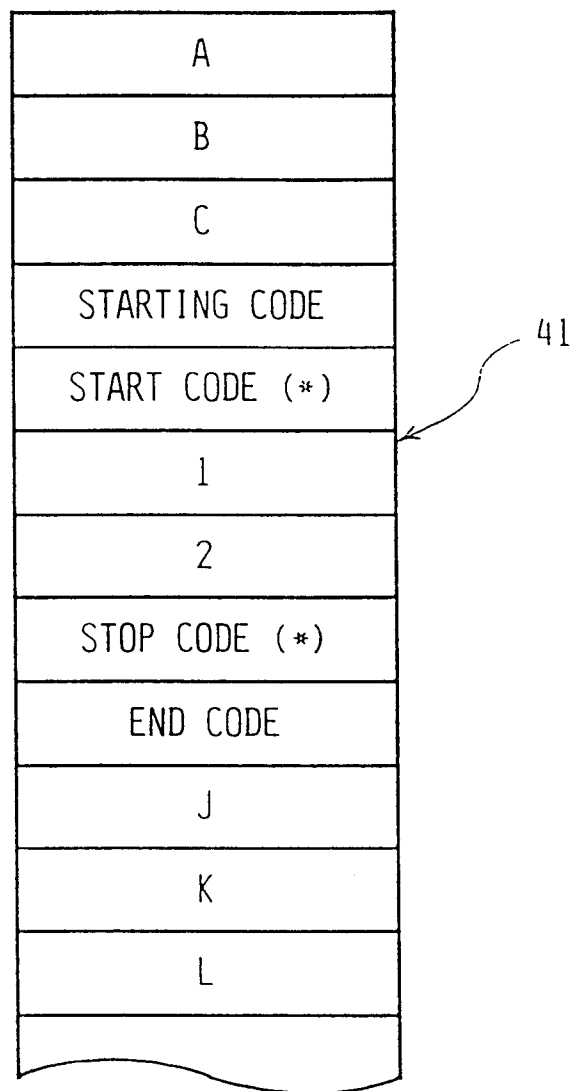 A
B
C
STARTING CODE
START CODE (*)
41
1
2
STOP CODE (*)
END CODE
J
K
L